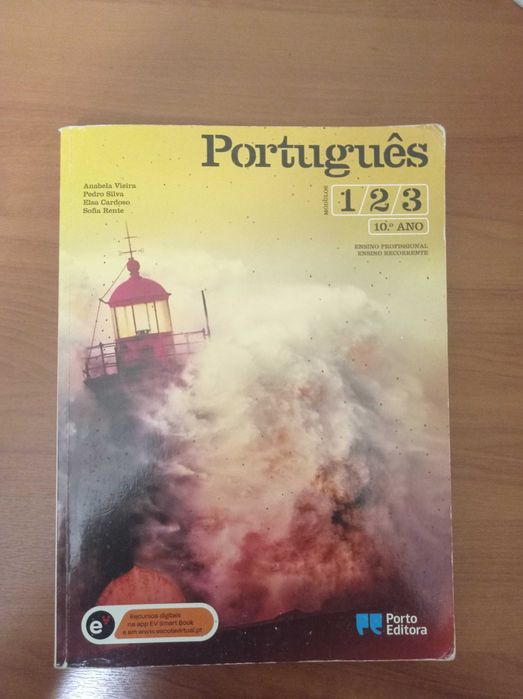 Português
Anabela Vieira
Pedro Silva
Elsa Cardoso
Sofia Rente
MÓDULOS
1/2/3
10.º ANO
ENSINO PROFISSIONAL
ENSINO RECORRENTE
Recursos digitais
na app EV Smart Book
e em www.escolavirtual.pt
eV
Porto
Editora